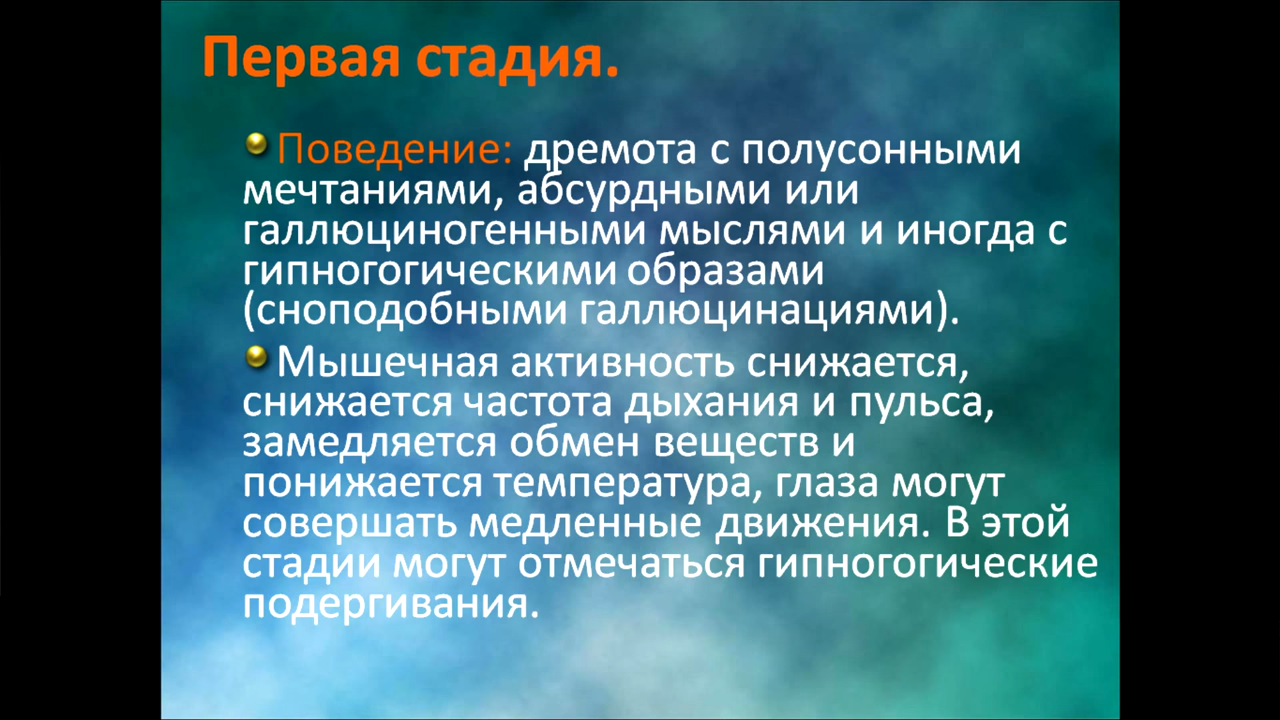 Первая стадия.
Поведение: дремота с полусонными
мечтаниями, абсурдными или
галлюциногенными мыслями и иногда с
гипногогическими образами
(сноподобными галлюцинациями).
Мышечная активность снижается,
снижается частота дыхания и пульса,
замедляется обмен веществ и
понижается температура, глаза могут
совершать медленные движения. В этой
стадии могут отмечаться гипногогические
подергивания.